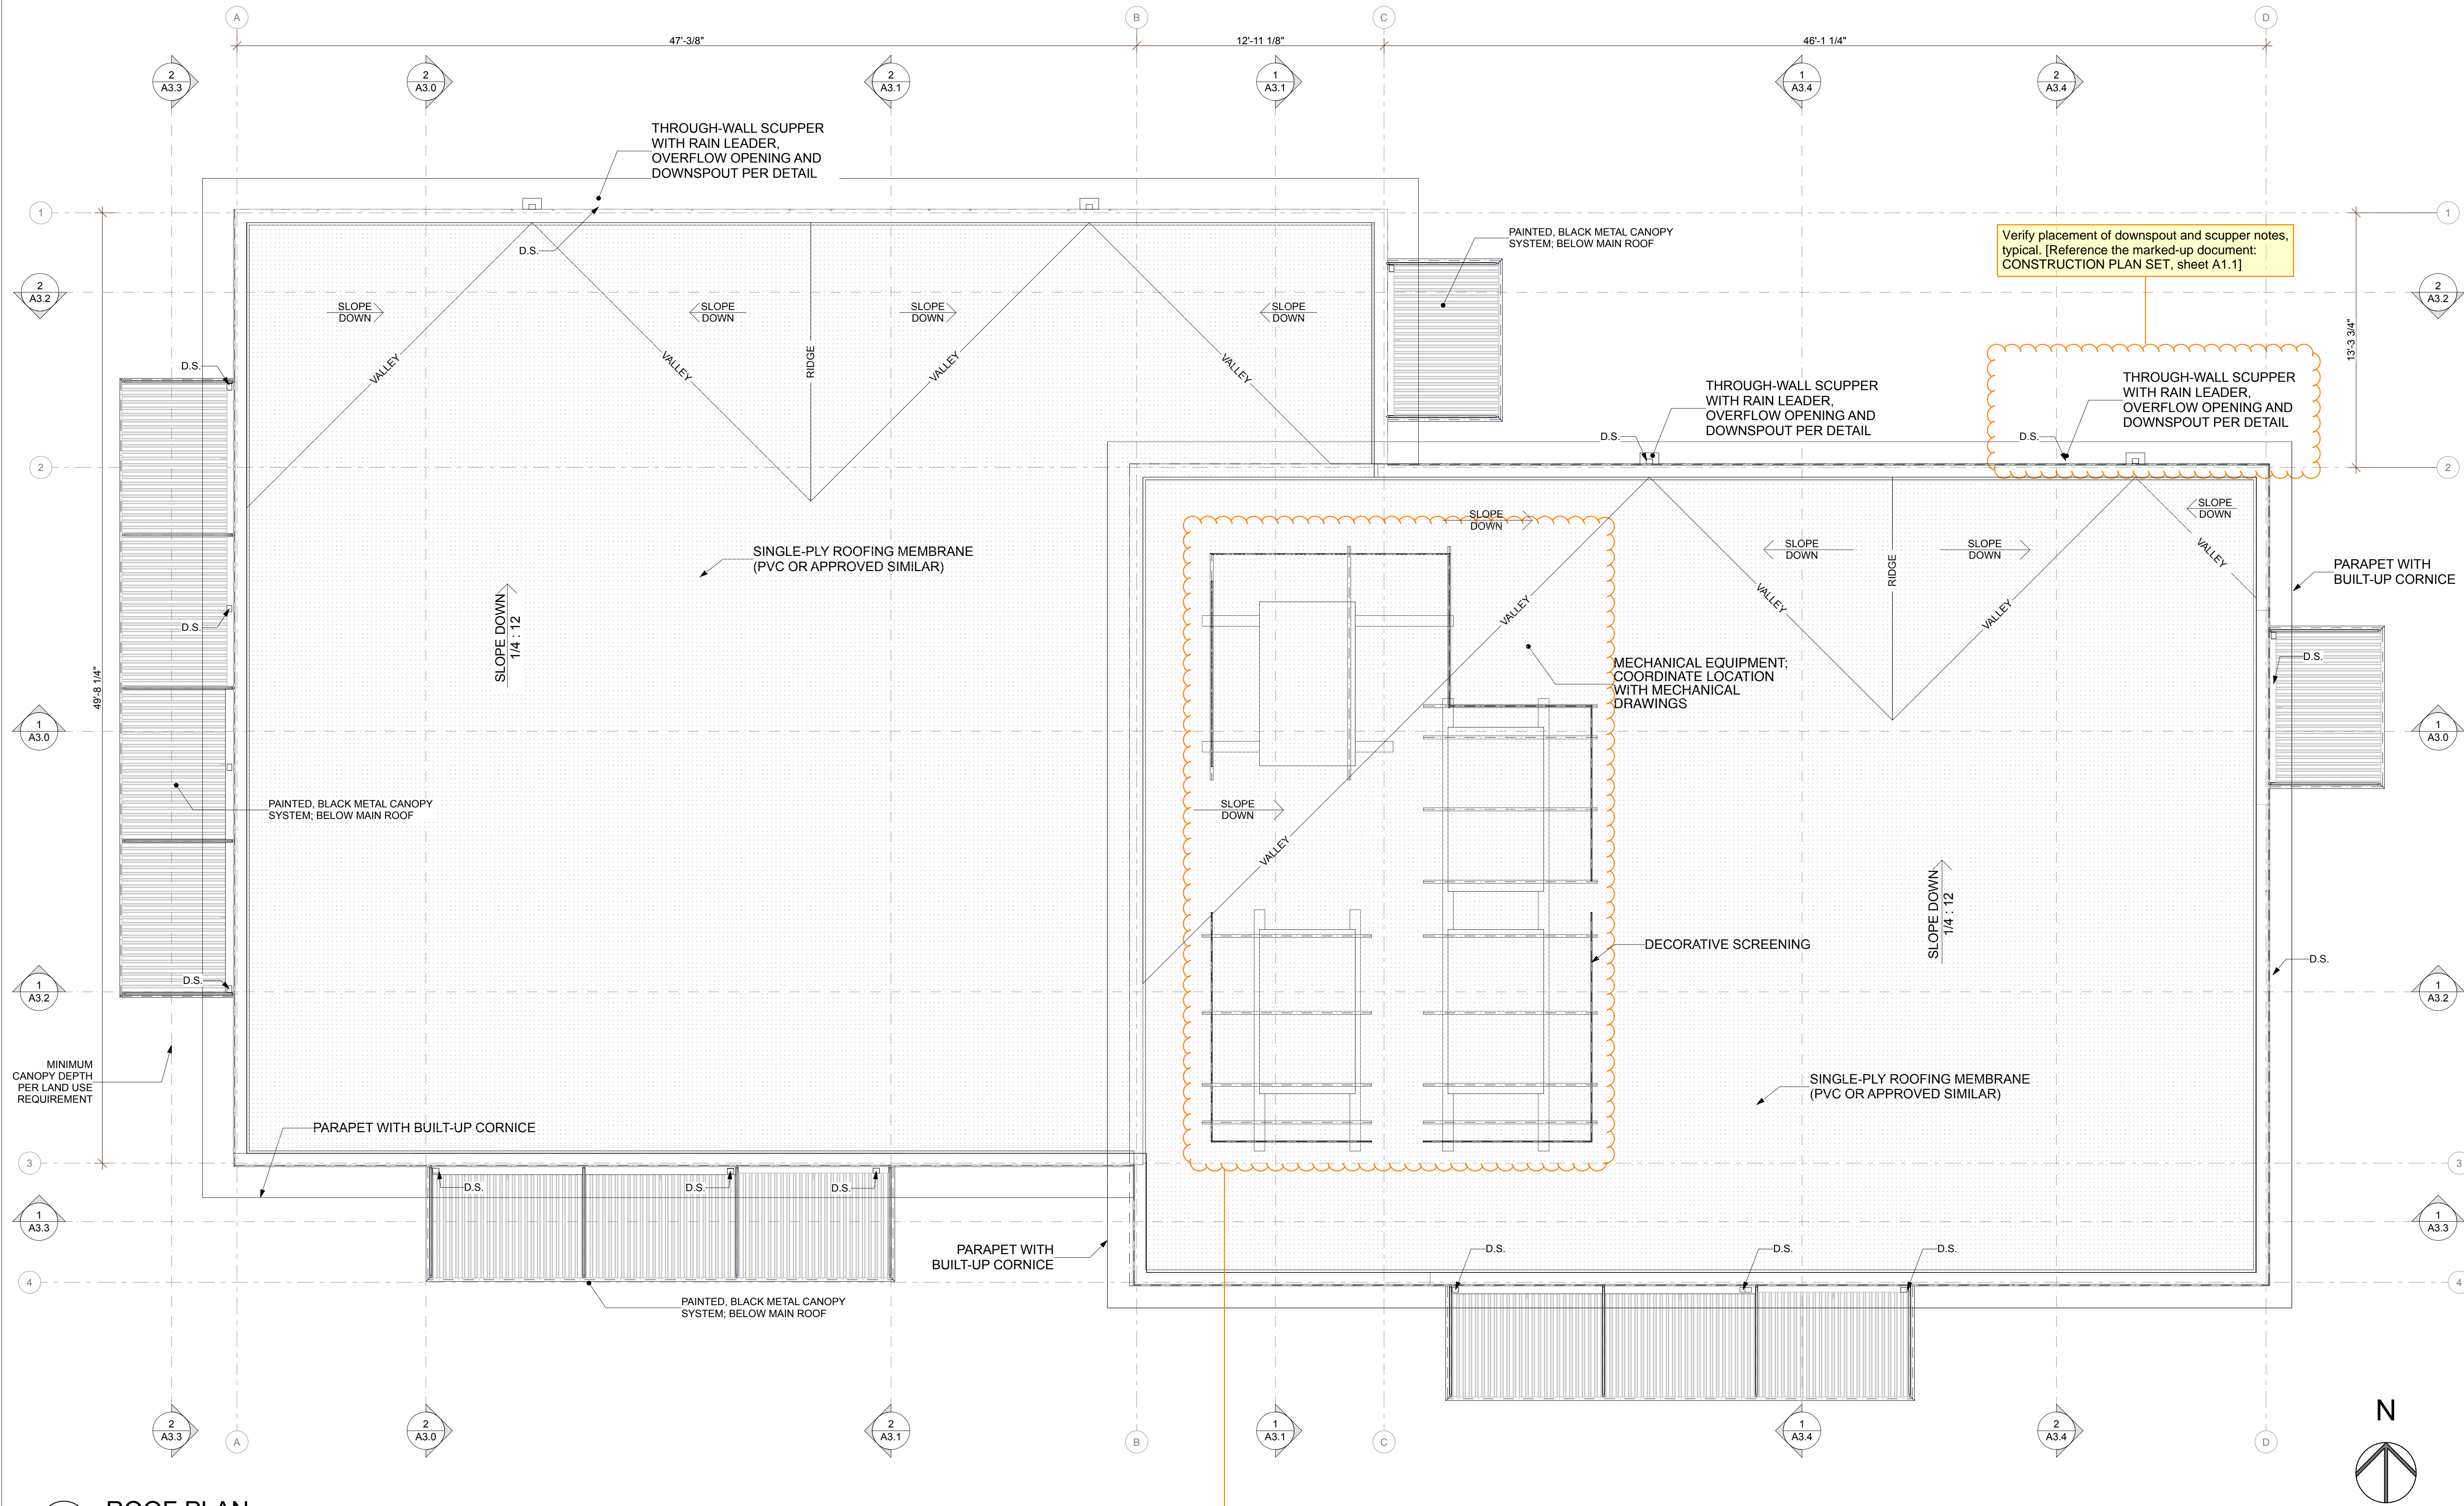 A
B
C
D
47'-3/8"
12'-11 1/8"
46'-1 1/4"
2
A3.3
2
A3.0
2
A3.1
1
A3.1
1
A3.4
2
A3.4
THROUGH-WALL SCUPPER
WITH RAIN LEADER,
OVERFLOW OPENING AND
DOWNSPOUT PER DETAIL
1
1
D.S.
PAINTED, BLACK METAL CANOPY
SYSTEM; BELOW MAIN ROOF
Verify placement of downspout and scupper notes,
typical. [Reference the marked-up document:
CONSTRUCTION PLAN SET, sheet A1.1]
2
A3.2
2
A3.2
SLOPE
DOWN
SLOPE
DOWN
SLOPE
DOWN
SLOPE
DOWN
13'-3 3/4"
D.S.
VALLEY
VALLEY
RIDGE
VALLEY
VALLEY
THROUGH-WALL SCUPPER
WITH RAIN LEADER,
OVERFLOW OPENING AND
DOWNSPOUT PER DETAIL
THROUGH-WALL SCUPPER
WITH RAIN LEADER,
OVERFLOW OPENING AND
DOWNSPOUT PER DETAIL
D.S.
D.S.
2
2
SLOPE
DOWN
SLOPE
DOWN
SINGLE-PLY ROOFING MEMBRANE
(PVC OR APPROVED SIMILAR)
SLOPE
DOWN
SLOPE
DOWN
RIDGE
VALLEY
PARAPET WITH
BUILT-UP CORNICE
SLOPE DOWN
1/4 : 12
VALLEY
VALLEY
VALLEY
D.S.
49'-8 1/4"
MECHANICAL EQUIPMENT;
COORDINATE LOCATION
WITH MECHANICAL
DRAWINGS
D.S.
1
A3.0
1
A3.0
PAINTED, BLACK METAL CANOPY
SYSTEM; BELOW MAIN ROOF
SLOPE
DOWN
VALLEY
SLOPE DOWN
1/4 : 12
DECORATIVE SCREENING
D.S.
D.S.
1
A3.2
1
A3.2
MINIMUM
CANOPY DEPTH
PER LAND USE
REQUIREMENT
SINGLE-PLY ROOFING MEMBRANE
(PVC OR APPROVED SIMILAR)
PARAPET WITH BUILT-UP CORNICE
3
3
D.S.
D.S.
D.S.
1
A3.3
1
A3.3
PARAPET WITH
BUILT-UP CORNICE
D.S.
D.S.
D.S.
4
4
PAINTED, BLACK METAL CANOPY
SYSTEM; BELOW MAIN ROOF
N
2
A3.3
A
2
A3.0
2
A3.1
B
1
A3.1
C
1
A3.4
2
A3.4
D
ROOF PLAN